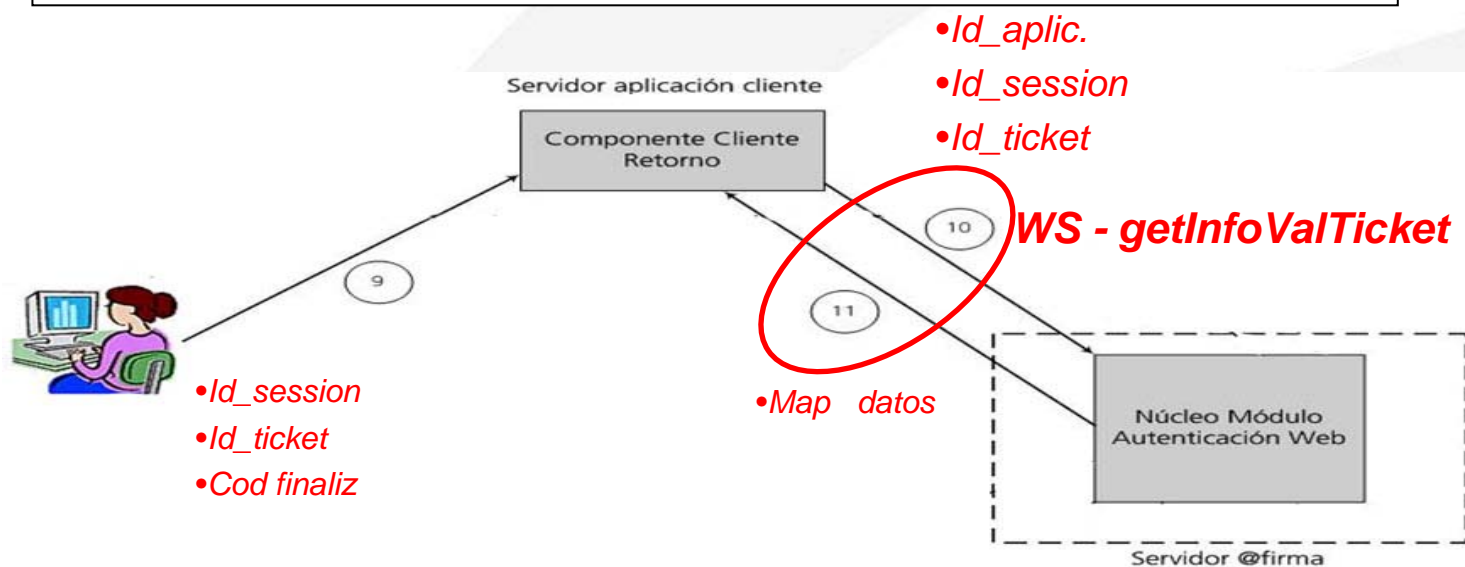 •Id_aplic.
•Id_session
•Id_ticket
Servidor aplicación cliente
Componente Cliente
Retorno
10
WS - getInfoValTicket
9
11
•Id_session
•Id_ticket
•Cod finaliz
•Map datos
Núcleo Módulo
Autenticación Web
Servidor @firma